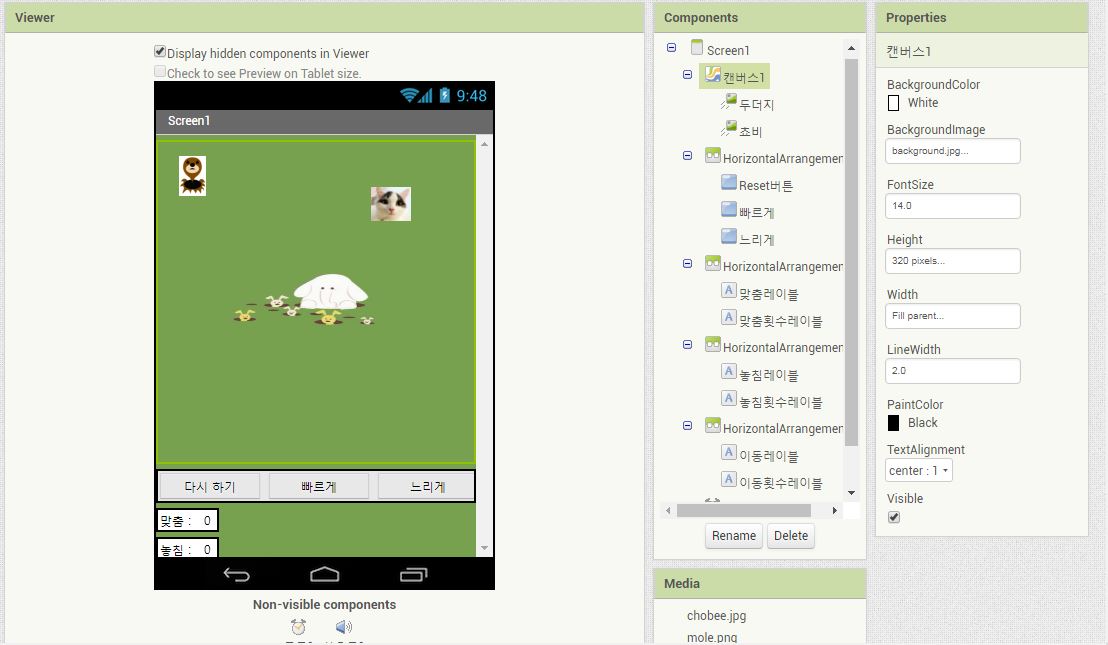 Viewer
Display hidden components in Viewer
Check to see Preview on Tablet size.
9:48
Screen1
다시 하기 빠르게 느리게
맞춤 : 0
놓침 : 0
Non-visible components
Components
Screen1
캔버스1
두더지
쵸비
HorizontalArrangemen
Reset버튼
빠르게
느리게
HorizontalArrangemen
맞춤레이블
맞춤횟수레이블
HorizontalArrangemen
놓침레이블
놓침횟수레이블
HorizontalArrangemen
이동레이블
이동횟수레이블
Rename Delete
Media
chobee.jpg
mole.png
Properties
캔버스1
BackgroundColor
White
BackgroundImage
background.jpg...
FontSize
14.0
Height
320 pixels...
Width
Fill parent...
LineWidth
2.0
PaintColor
Black
TextAlignment
center : 1
Visible